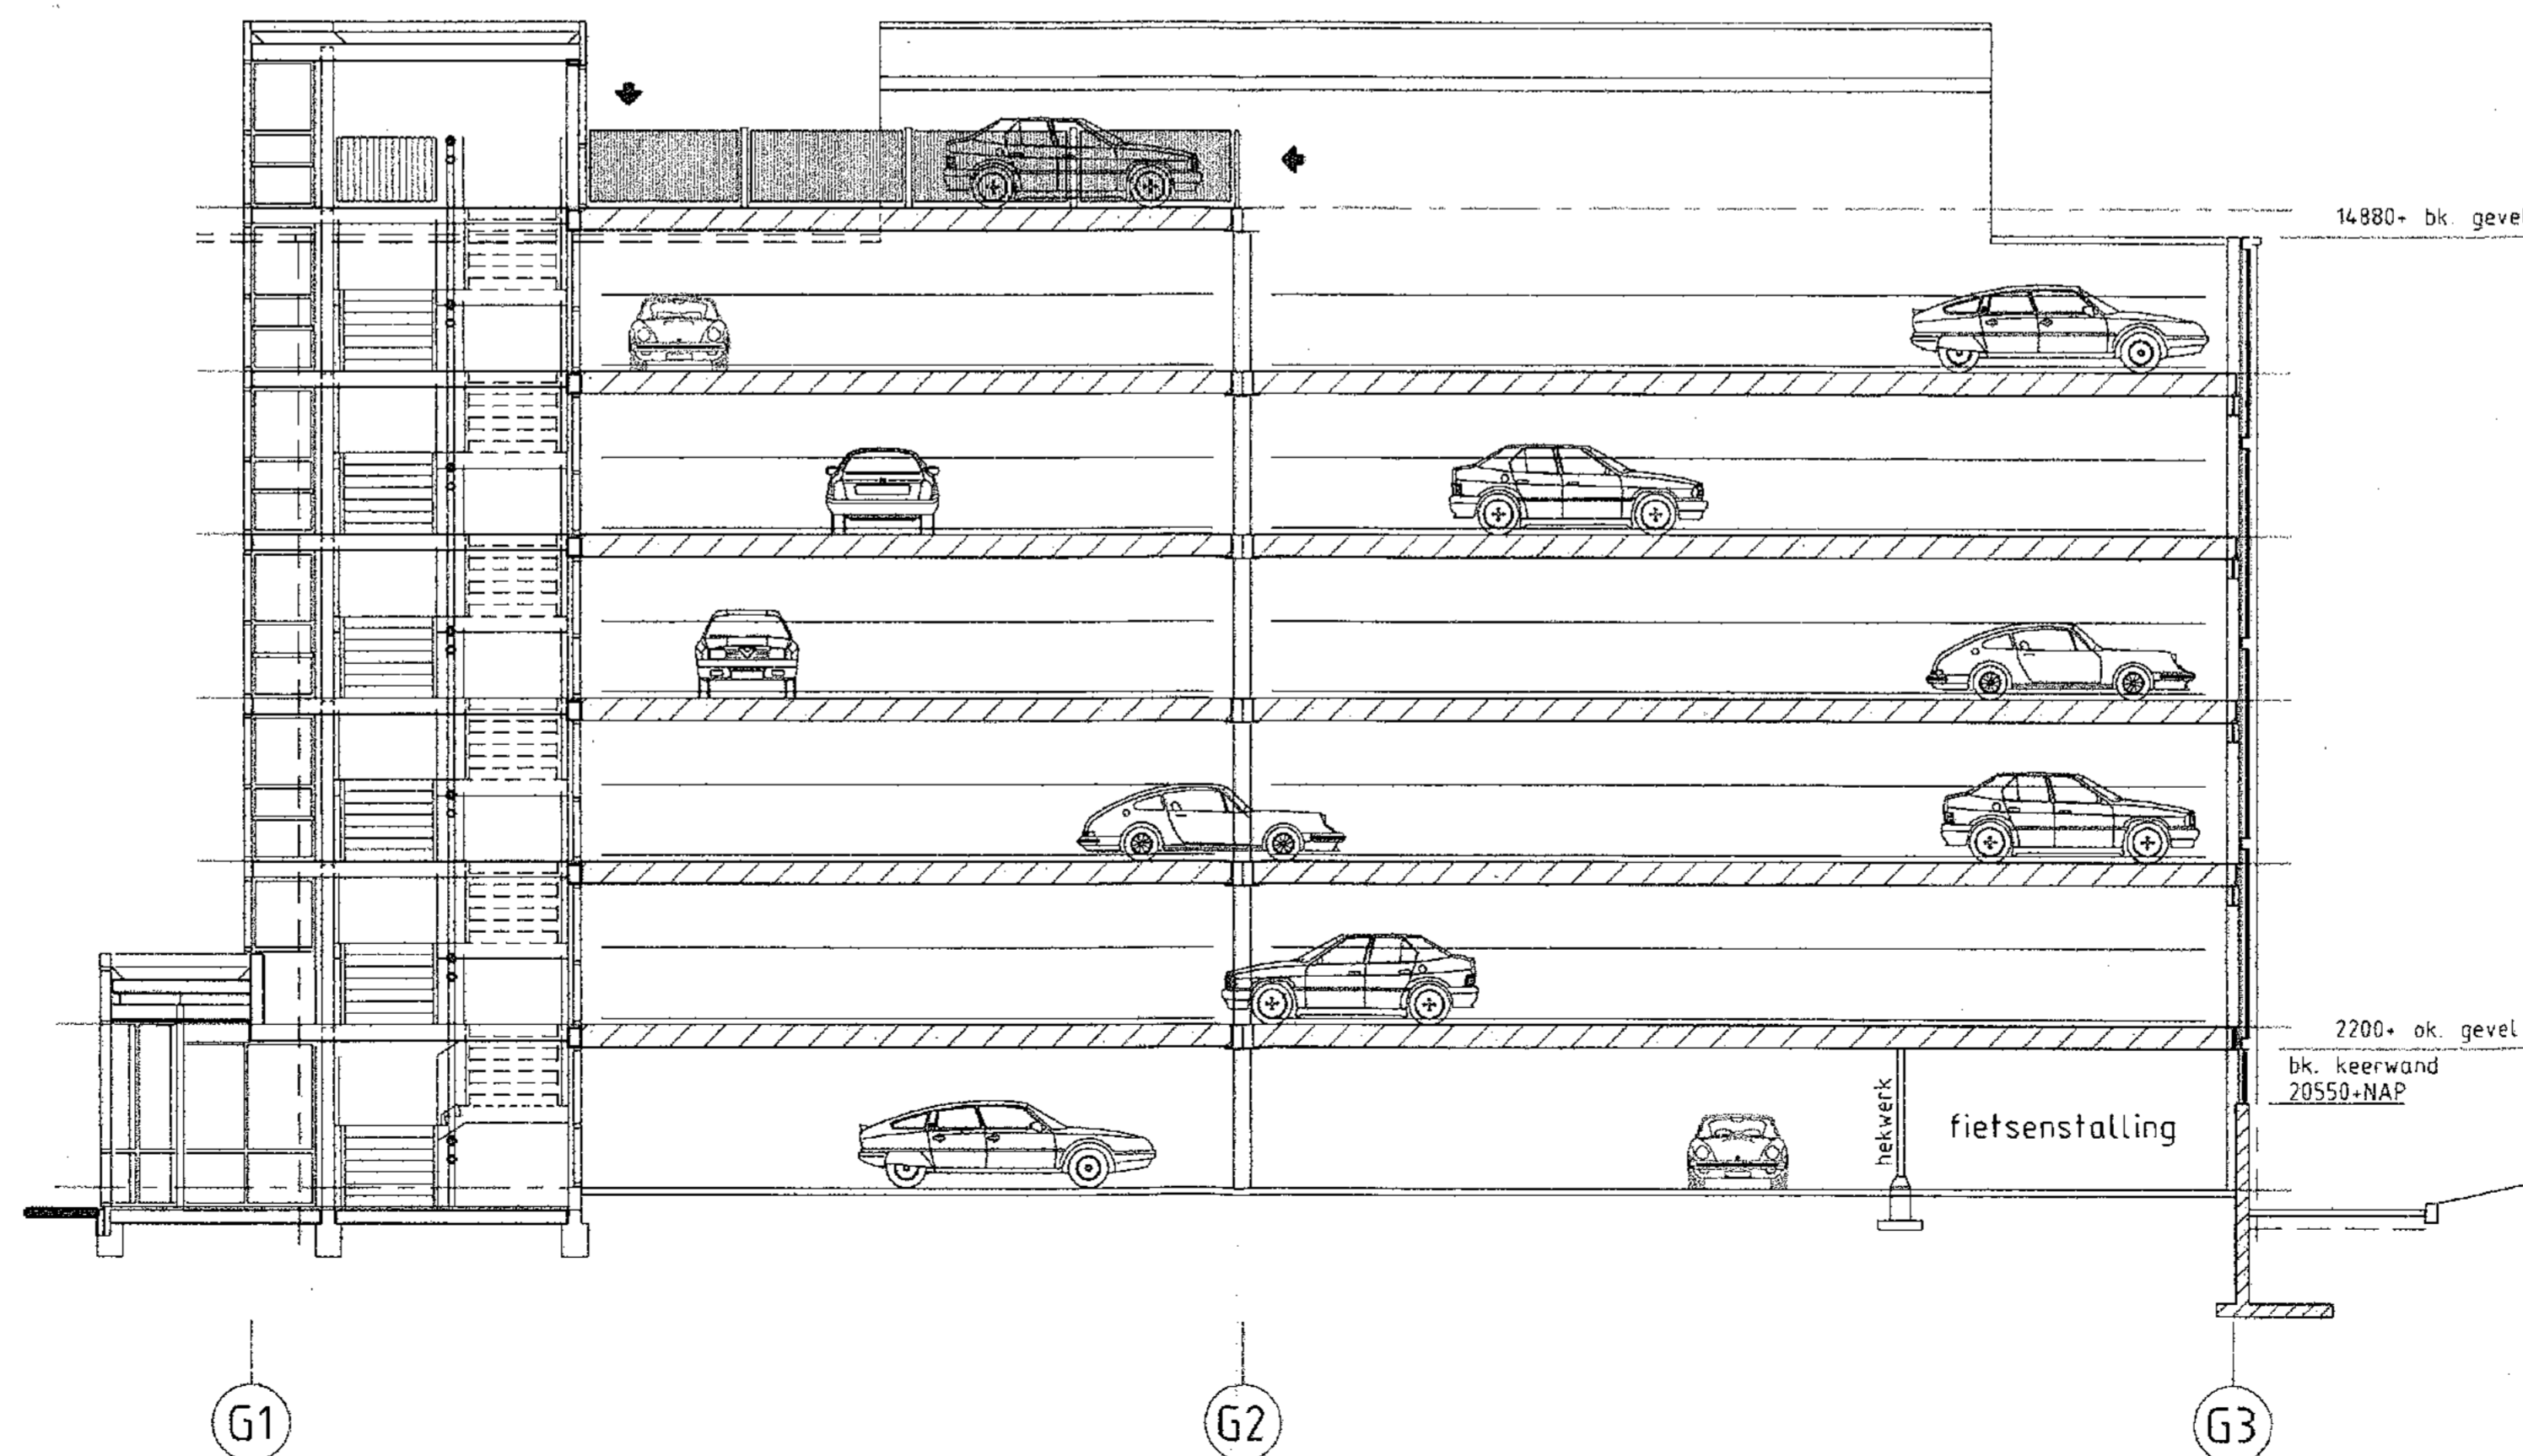 14880+ bk. gevel
2200+ ok. gevel
bk. keerwand
20550+NAP
hekwerk
fietsenstalling
G1
G2
G3